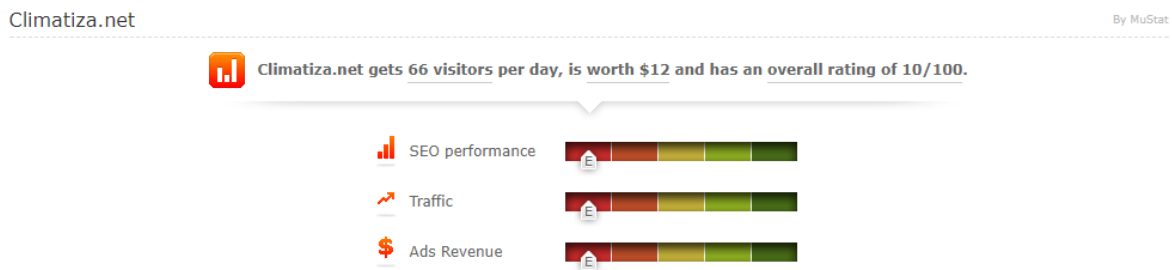 Climatiza.net
By MuStat
Climatiza.net gets 66 visitors per day, is worth $12 and has an overall rating of 10/100.
SEO performance
E
Traffic
E
Ads Revenue
E